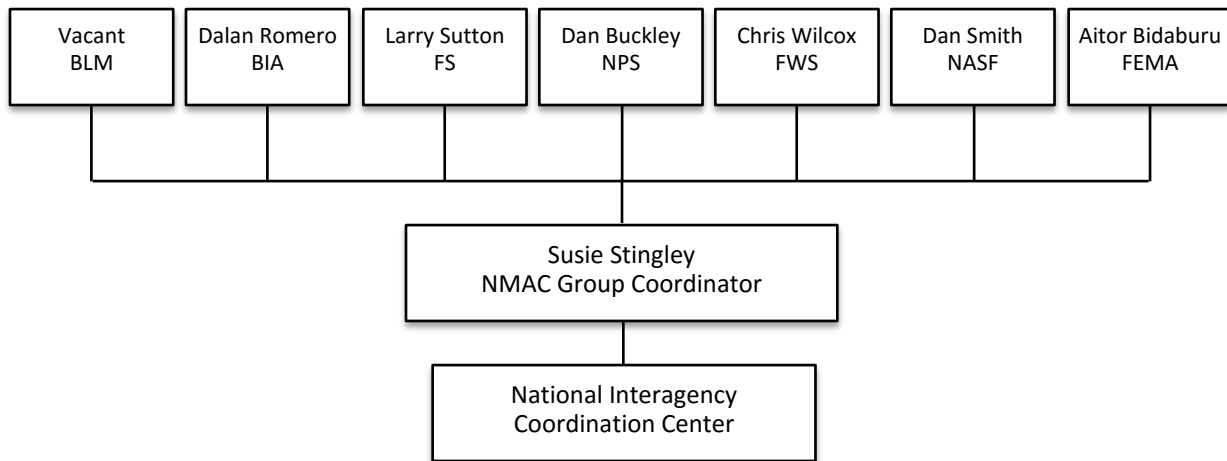 Vacant
BLM
Dalan Romero
BIA
Larry Sutton
FS
Dan Buckley
NPS
Chris Wilcox
FWS
Dan Smith
NASF
Aitor Bidaburu
FEMA
Susie Stingley
NMAC Group Coordinator
National Interagency
Coordination Center